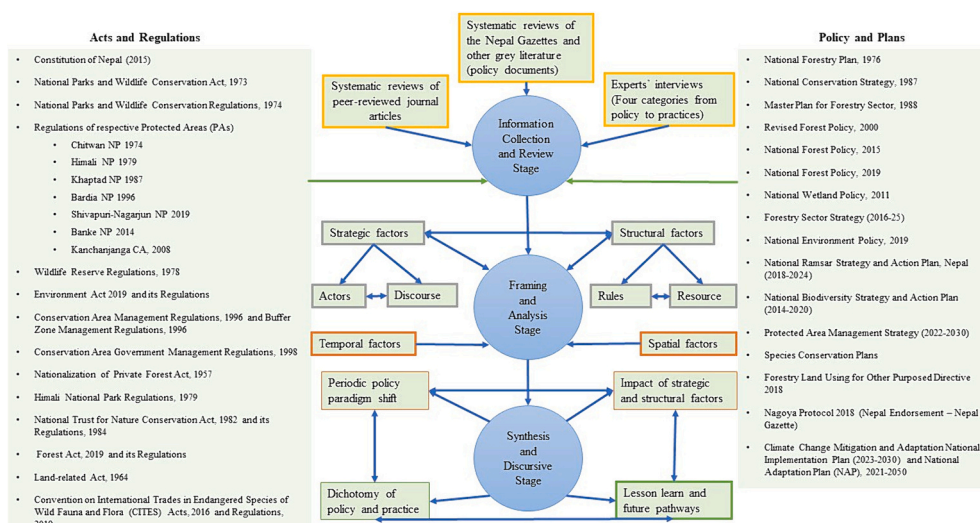 Acts and Regulations
• Constitution of Nepal (2015)
• National Parks and Wildlife Conservation Act, 1973
• National Parks and Wildlife Conservation Regulations, 1974
• Regulations of respective Protected Areas (PAs)
• Chitwan NP 1974
• Himali NP 1979
• Khaptad NP 1987
• Bardia NP 1996
• Shivapuri-Nagarjun NP 2019
• Banke NP 2014
• Kanchanjanga CA, 2008
• Wildlife Reserve Regulations, 1978
• Environment Act 2019 and its Regulations
• Conservation Area Management Regulations, 1996 and Buffer
Zone Management Regulations, 1996
• Conservation Area Government Management Regulations, 1998
• Nationalization of Private Forest Act, 1957
• Himali National Park Regulations, 1979
• National Trust for Nature Conservation Act, 1982 and its
Regulations, 1984
• Forest Act, 2019 and its Regulations
• Land-related Act, 1964
• Convention on International Trades in Endangered Species of
Wild Fauna and Flora (CITES) Acts, 2016 and Regulations,
Systematic reviews of
the Nepal Gazettes and
other grey literature
(policy documents)
Systematic reviews of
peer-reviewed journal
articles
Experts' interviews
(Four categories from
policy to practices)
Information
Collection
and Review
Stage
Strategic factors
Structural factors
Actors
Discourse
Rules
Resource
Framing
and
Analysis
Stage
Temporal factors
Spatial factors
Periodic policy
paradigm shift
Impact of strategic
and structural factors
Synthesis
and
Discursive
Stage
Dichotomy of
policy and practice
Lesson learn and
future pathways
Policy and Plans
• National Forestry Plan, 1976
• National Conservation Strategy, 1987
• Master Plan for Forestry Sector, 1988
• Revised Forest Policy, 2000
• National Forest Policy, 2015
• National Forest Policy, 2019
• National Wetland Policy, 2011
• Forestry Sector Strategy (2016-25)
• National Environment Policy, 2019
• National Ramsar Strategy and Action Plan, Nepal
(2018-2024)
• National Biodiversity Strategy and Action Plan
(2014-2020)
• Protected Area Management Strategy (2022-2030)
• Species Conservation Plans
• Forestry Land Using for Other Purposed Directive
2018
• Nagoya Protocol 2018 (Nepal Endorsement – Nepal
Gazette)
• Climate Change Mitigation and Adaptation National
Implementation Plan (2023-2030) and National
Adaptation Plan (NAP), 2021-2050